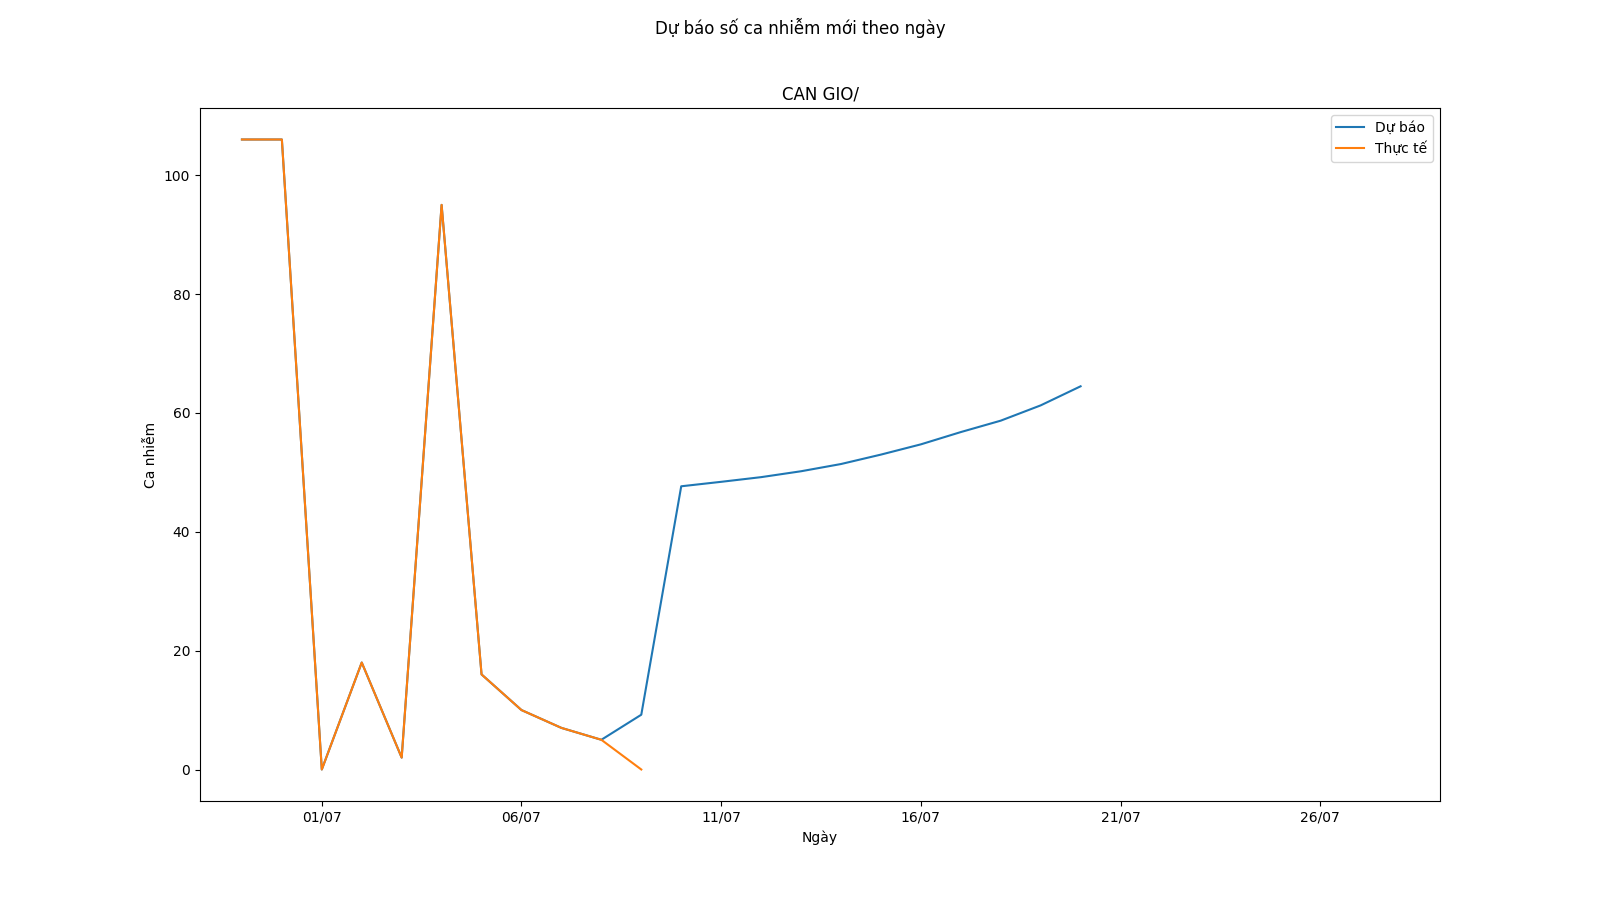 Dự báo số ca nhiễm mới theo ngày
CAN GIO/
Dự báo
Thực tế
100
80
60
40
20
0
Ca nhiễm
01/07
06/07
11/07
16/07
21/07
26/07
Ngày